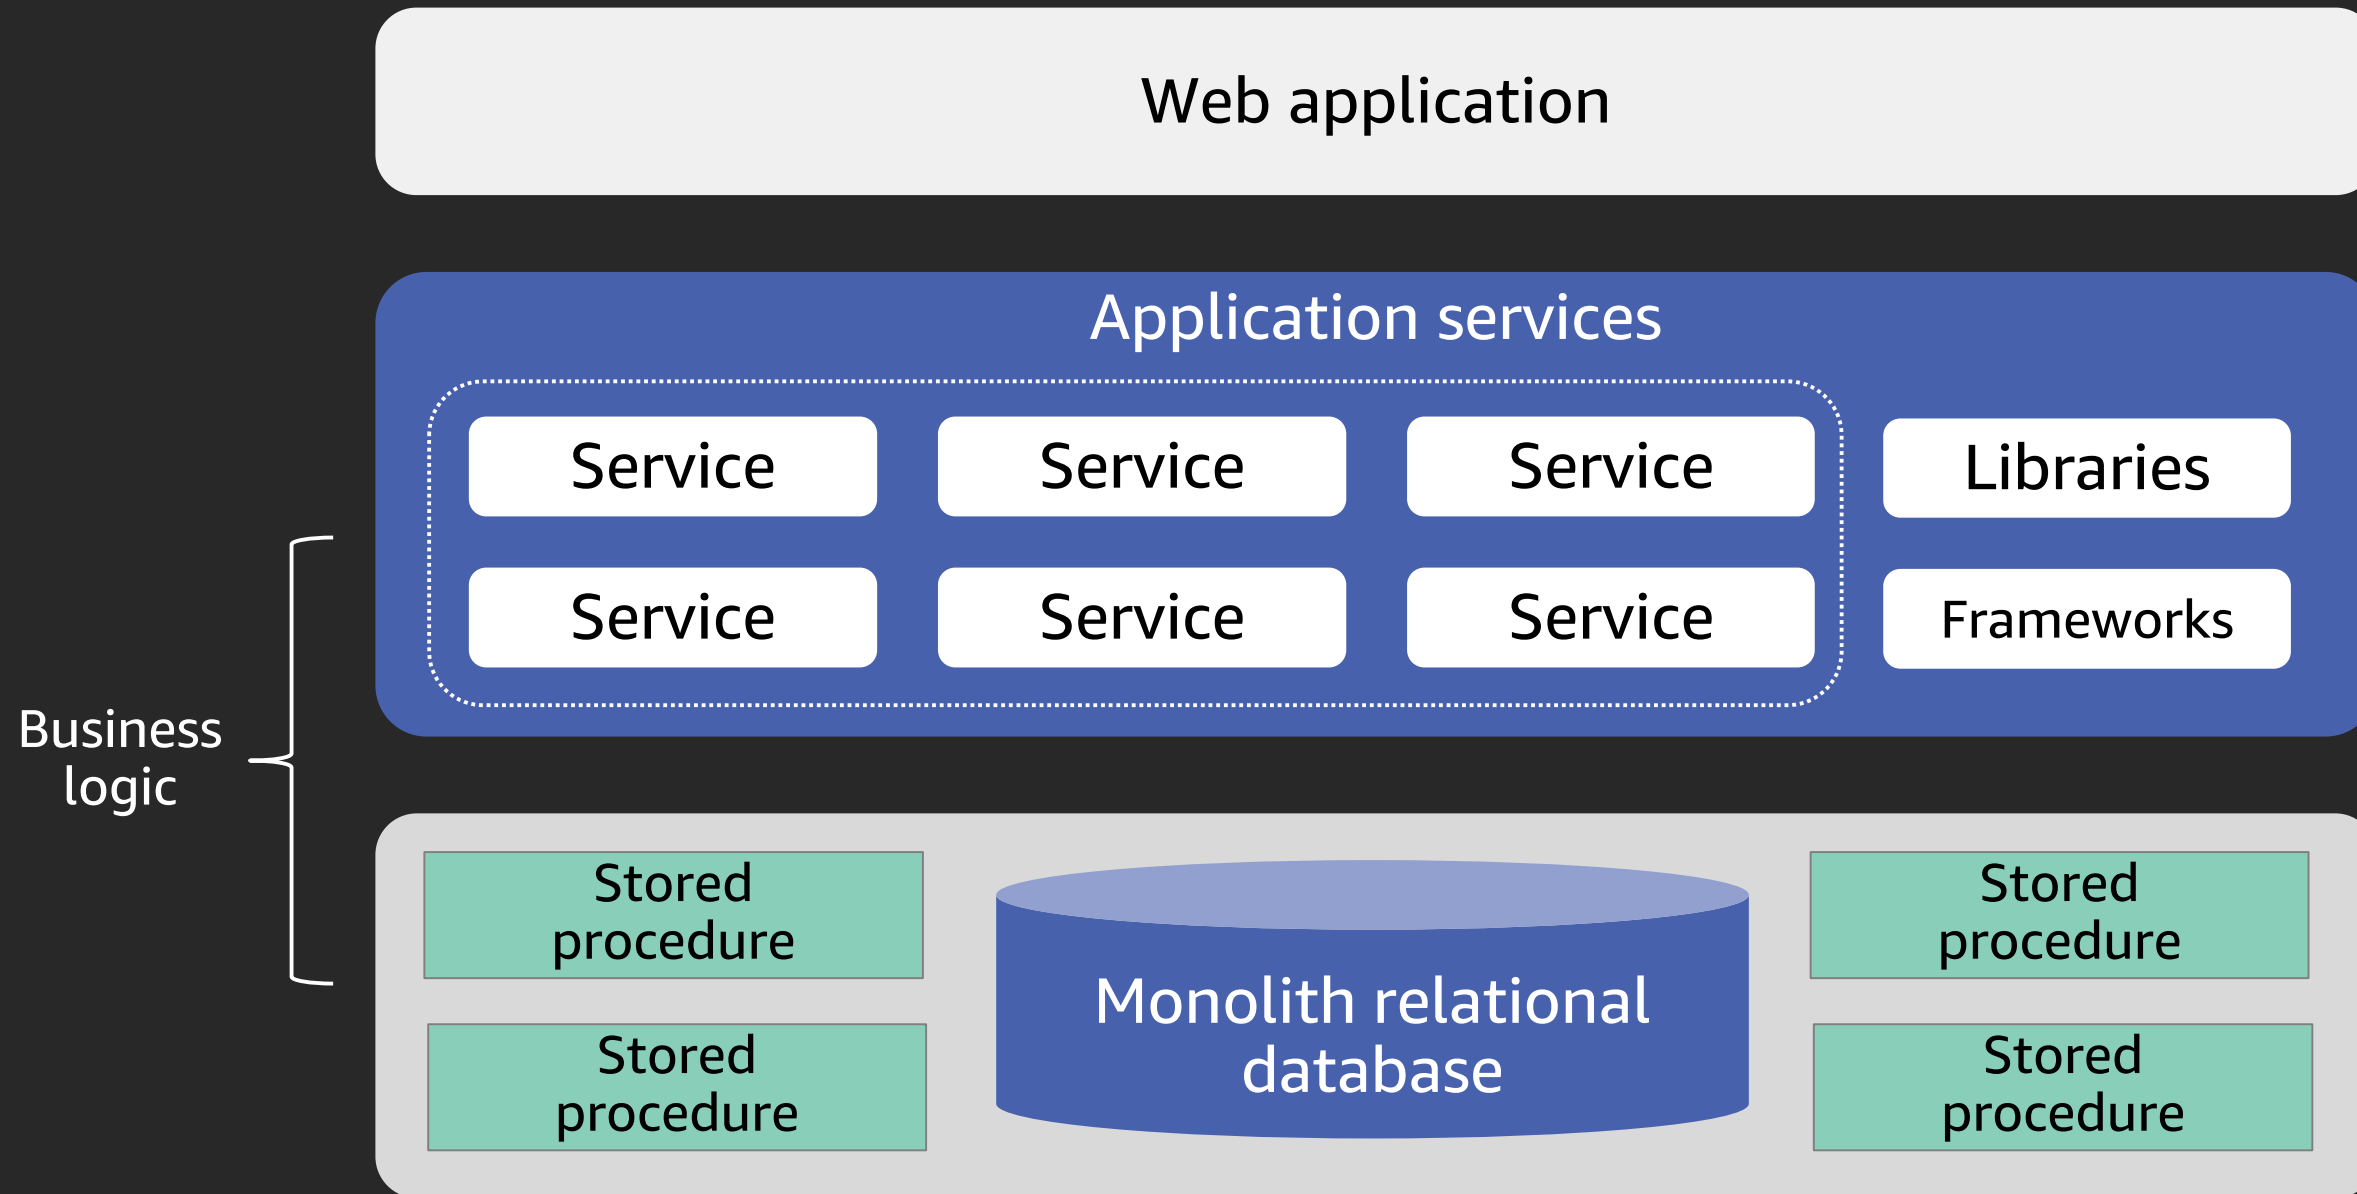 Web application
Application services
Service
Service
Service
Libraries
Service
Service
Service
Frameworks
Business
logic
Stored
procedure
Stored
procedure
Monolith relational
database
Stored
procedure
Stored
procedure